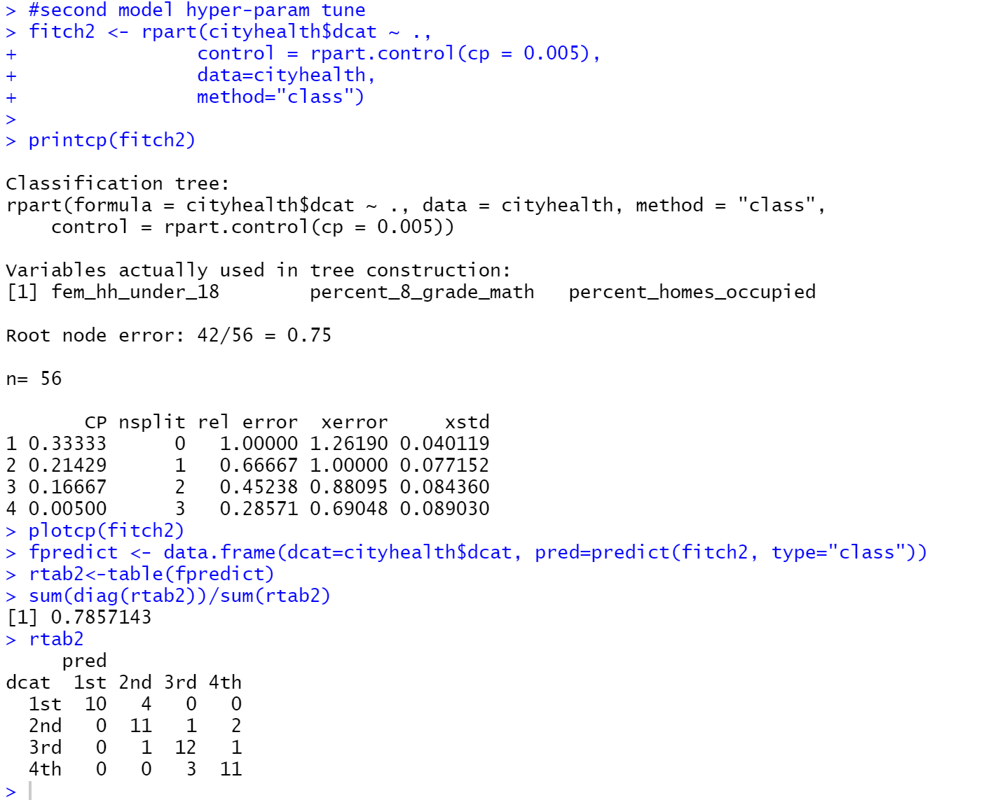 > #second model hyper-param tune
> fitch2 <- rpart(cityhealth$dcat ~ .,
+                control = rpart.control(cp = 0.005),
+                data=cityhealth,
+                method="class")
>
> printcp(fitch2)

Classification tree:
rpart(formula = cityhealth$dcat ~ ., data = cityhealth, method = "class",
    control = rpart.control(cp = 0.005))

Variables actually used in tree construction:
[1] fem_hh_under_18        percent_8_grade_math   percent_homes_occupied

Root node error: 42/56 = 0.75

n= 56

       CP nsplit rel error  xerror     xstd
1 0.33333      0   1.00000 1.26190 0.040119
2 0.21429      1   0.66667 1.00000 0.077152
3 0.16667      2   0.45238 0.88095 0.084360
4 0.00500      3   0.28571 0.69048 0.089030
> plotcp(fitch2)
> fpredict <- data.frame(dcat=cityhealth$dcat, pred=predict(fitch2, type="class"))
> rtab2<-table(fpredict)
> sum(diag(rtab2))/sum(rtab2)
[1] 0.7857143
> rtab2
     pred
dcat  1st 2nd 3rd 4th
  1st  10   4   0   0
  2nd   0  11   1   2
  3rd   0   1  12   1
  4th   0   0   3  11
>